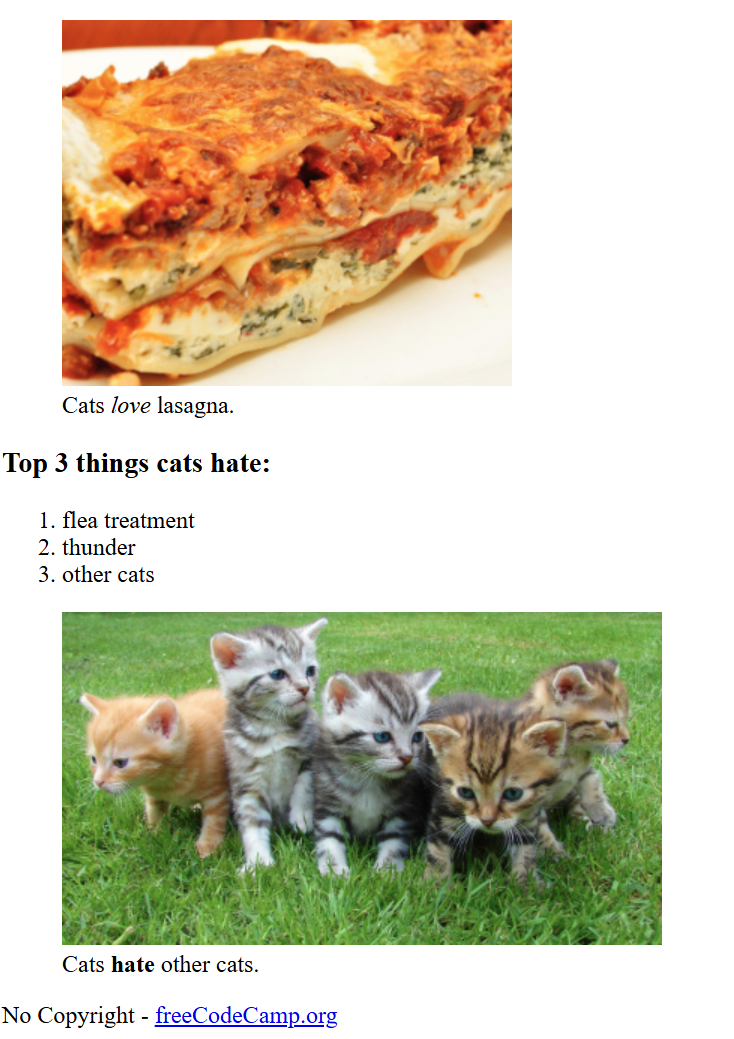 Cats love lasagna.
Top 3 things cats hate:
1. flea treatment
2. thunder
3. other cats
Cats hate other cats.
No Copyright - freeCodeCamp.org